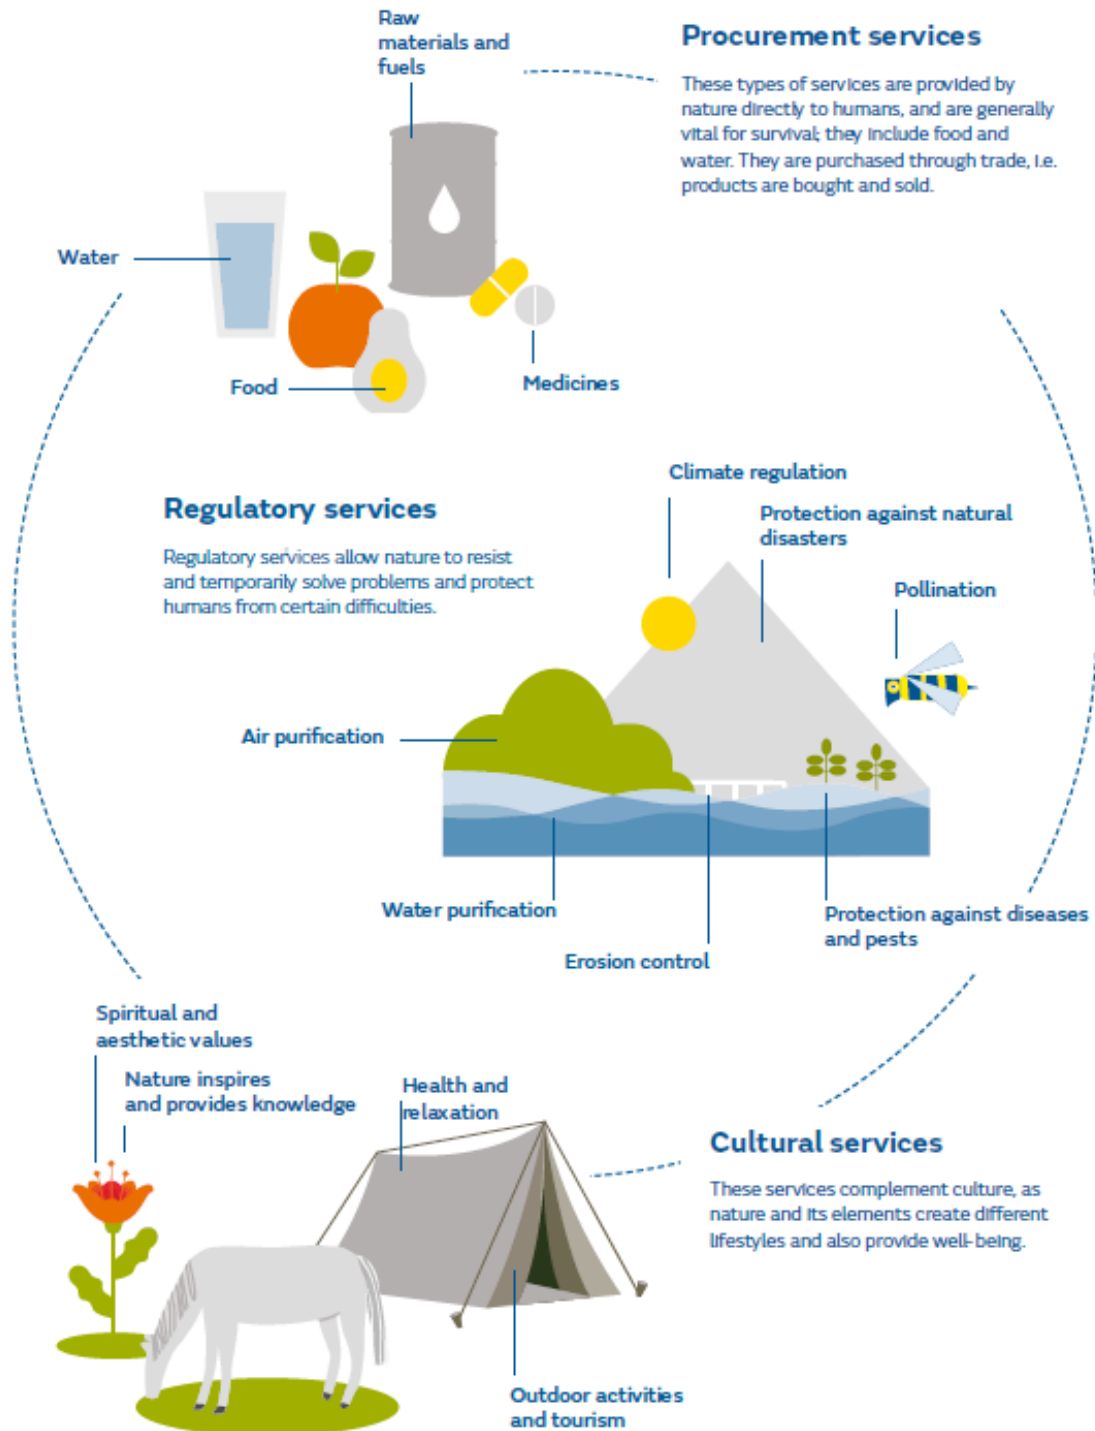 Raw
materials and
fuels
Procurement services
These types of services are provided by
nature directly to humans, and are generally
vital for survival; they include food and
water. They are purchased through trade, i.e.
products are bought and sold.
Water
Food
Medicines
Climate regulation
Regulatory services
Protection against natural
disasters
Regulatory services allow nature to resist
and temporarily solve problems and protect
humans from certain difficulties.
Pollination
Air purification
Water purification
Protection against diseases
and pests
Erosion control
Spiritual and
aesthetic values
Nature inspires
and provides knowledge
Health and
relaxation
Cultural services
These services complement culture, as
nature and its elements create different
lifestyles and also provide well-being.
Outdoor activities
and tourism